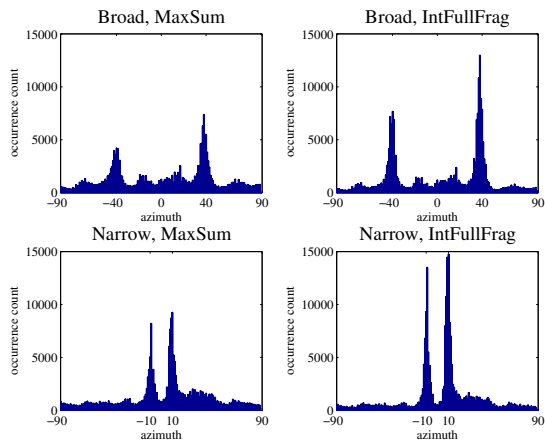 Broad, MaxSum
15000
10000
5000
0
occurrence count
−90 −40 0 40 90
azimuth
Broad, IntFullFrag
15000
10000
5000
0
occurrence count
−90 −40 0 40 90
azimuth
Narrow, MaxSum
15000
10000
5000
0
occurrence count
−90 −10 10 90
azimuth
Narrow, IntFullFrag
15000
10000
5000
0
occurrence count
−90 −10 10 90
azimuth